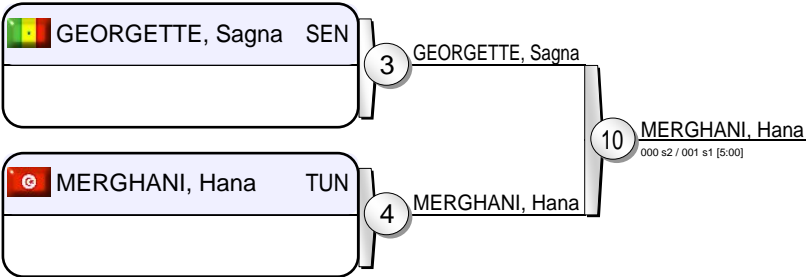 GEORGETTE, Sagna SEN
3
GEORGETTE, Sagna
10
MERGHANI, Hana
000 s2 / 001 s1 [5:00]
MERGHANI, Hana TUN
4
MERGHANI, Hana